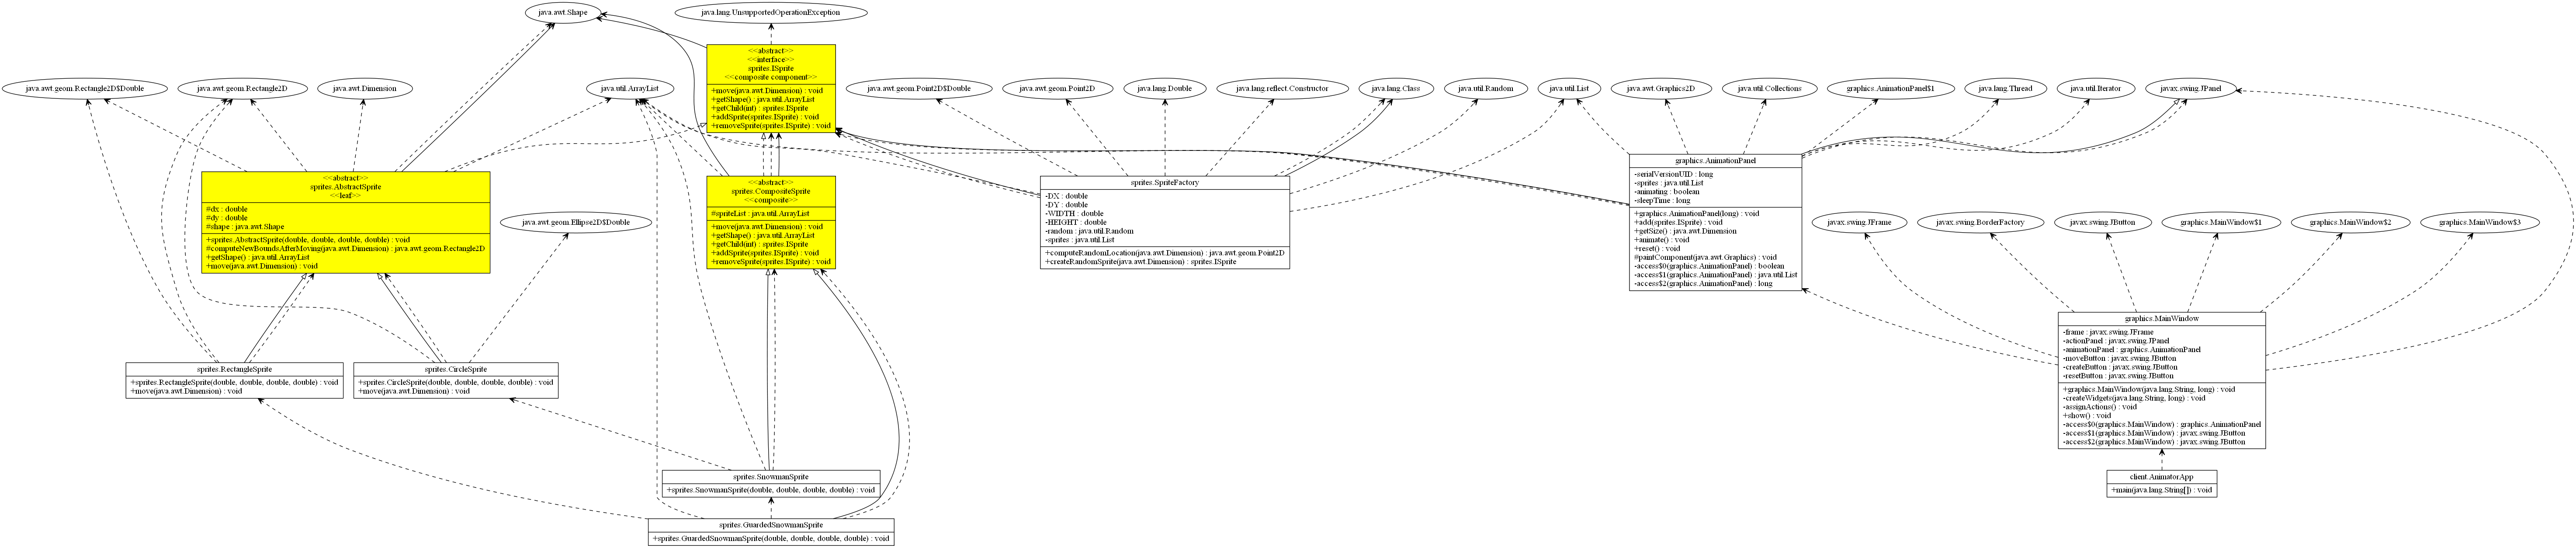 java.awt.Shape
java.lang.UnsupportedOperationException
<<abstract>>
<<interface>>
sprites.ISprite
<<composite component>>
+move(java.awt.Dimension) : void
+getShape() : java.util.ArrayList
+getChild(int) : sprites.ISprite
+addSprite(sprites.ISprite) : void
+removeSprite(sprites.ISprite) : void
java.awt.geom.Rectangle2D$Double
java.awt.geom.Rectangle2D
java.awt.Dimension
java.util.ArrayList
java.awt.geom.Point2D$Double
java.awt.geom.Point2D
java.lang.Double
java.lang.reflect.Constructor
java.lang.Class
java.util.Random
java.util.List
java.awt.Graphics2D
java.util.Collections
graphics.AnimationPanel$1
java.lang.Thread
java.util.Iterator
javax.swing.JPanel
<<abstract>>
sprites.AbstractSprite
<<leaf>>
#dx : double
#dy : double
#shape : java.awt.Shape
+sprites.AbstractSprite(double, double, double, double) : void
#computeNewBoundsAfterMoving(java.awt.Dimension) : java.awt.geom.Rectangle2D
+getShape() : java.util.ArrayList
+move(java.awt.Dimension) : void
java.awt.geom.Ellipse2D$Double
<<abstract>>
sprites.CompositeSprite
<<composite>>
#spriteList : java.util.ArrayList
+move(java.awt.Dimension) : void
+getShape() : java.util.ArrayList
+getChild(int) : sprites.ISprite
+addSprite(sprites.ISprite) : void
+removeSprite(sprites.ISprite) : void
sprites.SpriteFactory
-DX : double
-DY : double
-WIDTH : double
-HEIGHT : double
-random : java.util.Random
-sprites : java.util.List
+computeRandomLocation(java.awt.Dimension) : java.awt.geom.Point2D
+createRandomSprite(java.awt.Dimension) : sprites.ISprite
graphics.AnimationPanel
-serialVersionUID : long
-sprites : java.util.List
-animating : boolean
-sleepTime : long
+graphics.AnimationPanel(long) : void
+add(sprites.ISprite) : void
+getSize() : java.awt.Dimension
+animate() : void
+reset() : void
#paintComponent(java.awt.Graphics) : void
-access$0(graphics.AnimationPanel) : boolean
-access$1(graphics.AnimationPanel) : java.util.List
-access$2(graphics.AnimationPanel) : long
javax.swing.JFrame
javax.swing.BorderFactory
javax.swing.JButton
graphics.MainWindow$1
graphics.MainWindow$2
graphics.MainWindow$3
graphics.MainWindow
-frame : javax.swing.JFrame
-actionPanel : javax.swing.JPanel
-animationPanel : graphics.AnimationPanel
-moveButton : javax.swing.JButton
-createButton : javax.swing.JButton
-resetButton : javax.swing.JButton
+graphics.MainWindow(java.lang.String, long) : void
-createWidgets(java.lang.String, long) : void
-assignActions() : void
+show() : void
-access$0(graphics.MainWindow) : graphics.AnimationPanel
-access$1(graphics.MainWindow) : javax.swing.JButton
-access$2(graphics.MainWindow) : javax.swing.JButton
sprites.RectangleSprite
+sprites.RectangleSprite(double, double, double, double) : void
+move(java.awt.Dimension) : void
sprites.CircleSprite
+sprites.CircleSprite(double, double, double, double) : void
+move(java.awt.Dimension) : void
sprites.SnowmanSprite
+sprites.SnowmanSprite(double, double, double, double) : void
client.AnimatorApp
+main(java.lang.String[]) : void
sprites.GuardedSnowmanSprite
+sprites.GuardedSnowmanSprite(double, double, double, double) : void